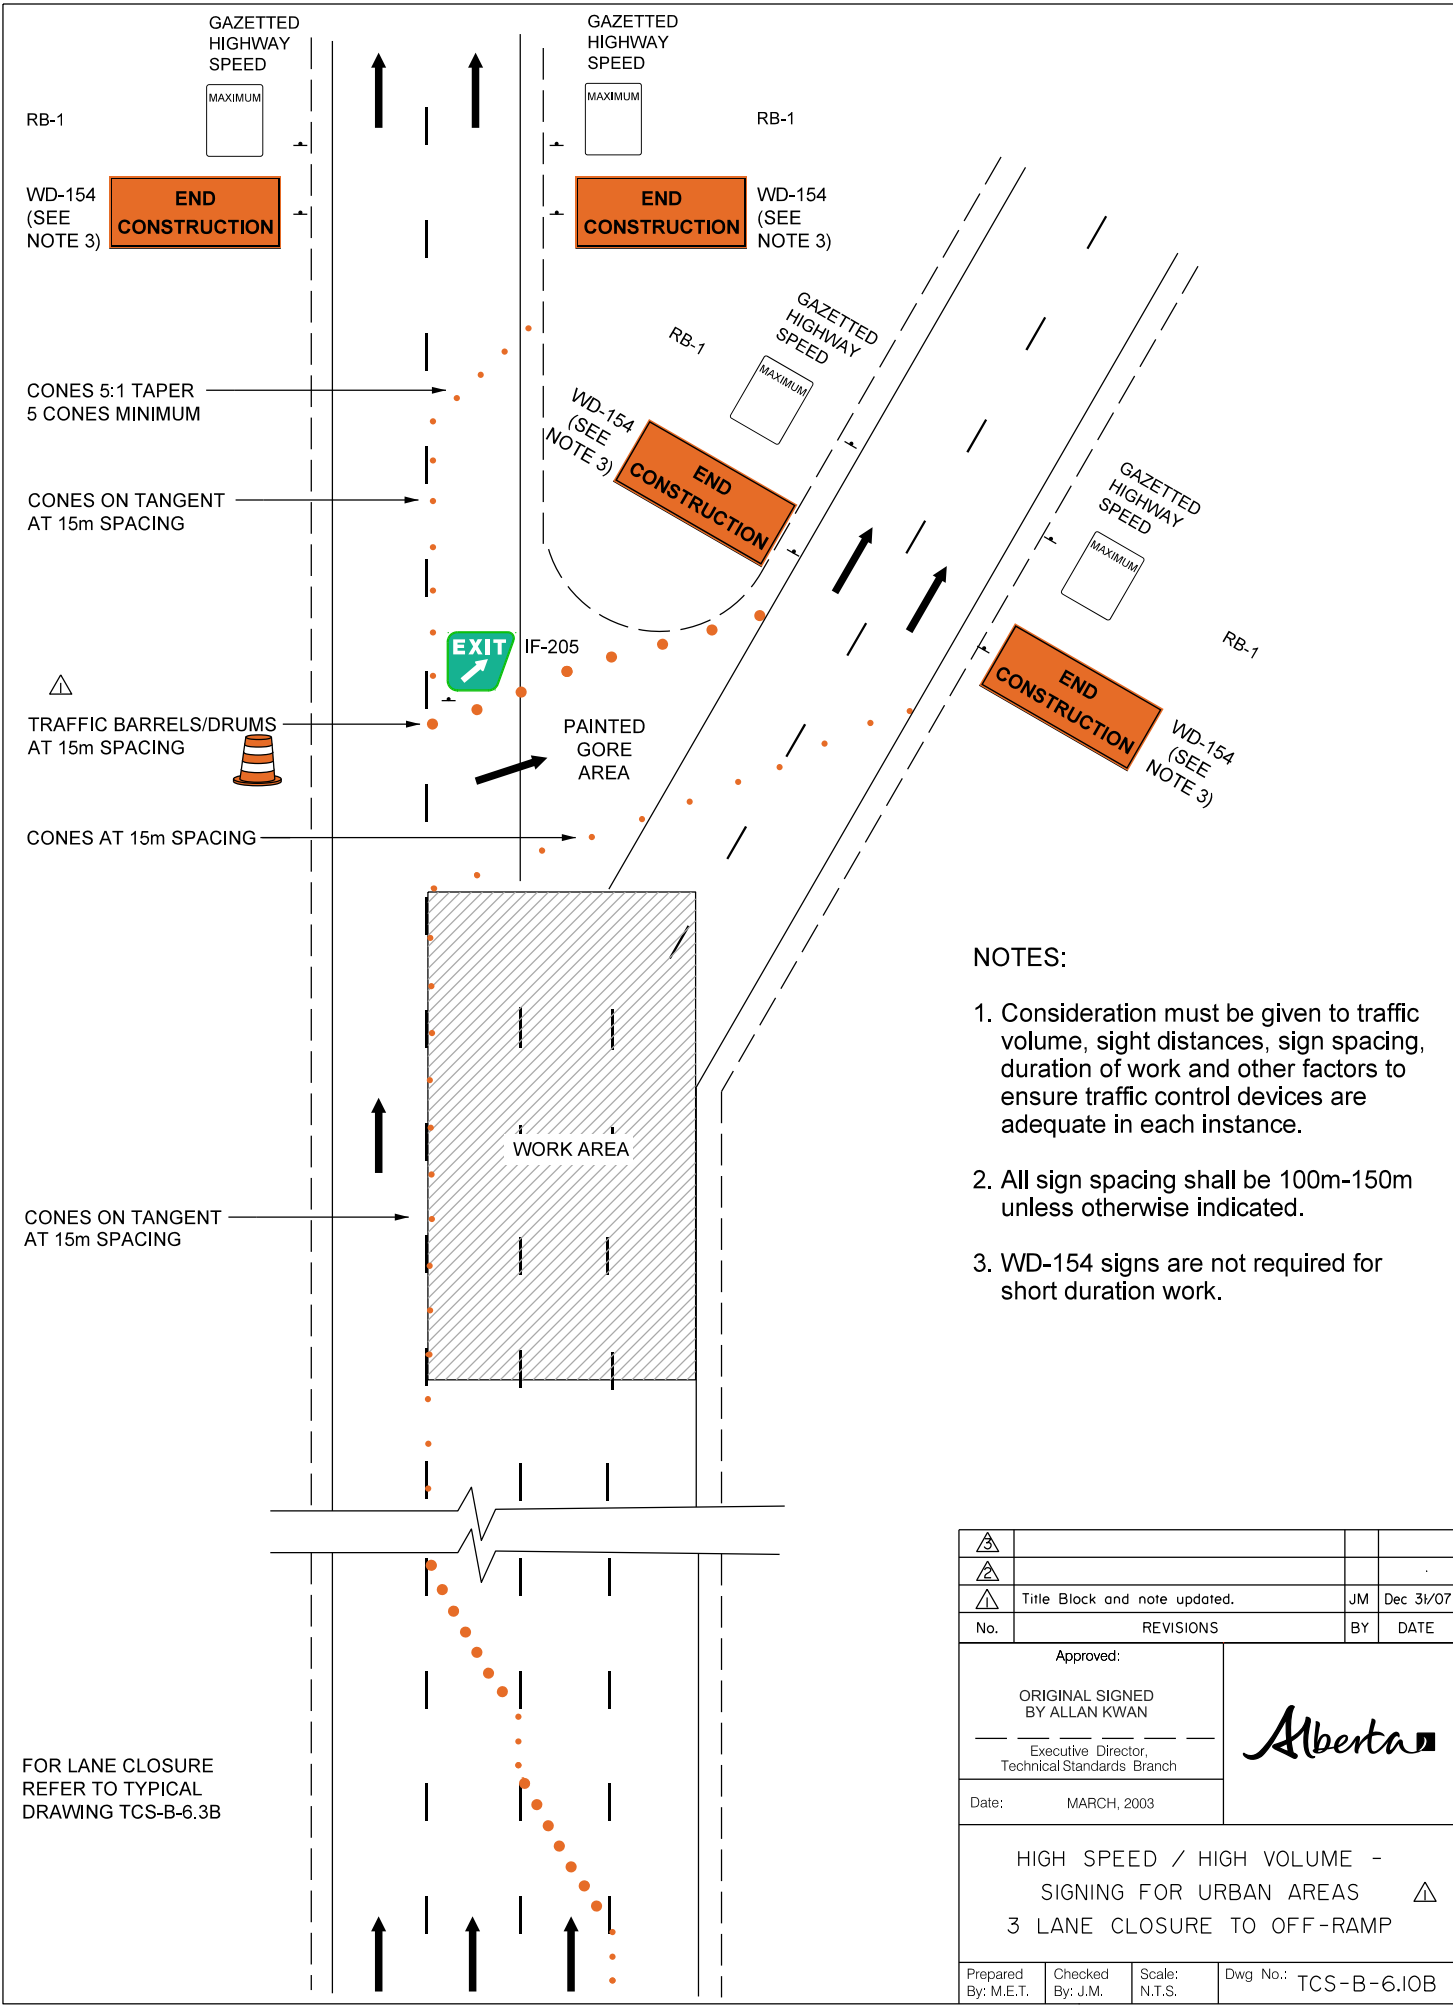 GAZETTED
HIGHWAY
SPEED
MAXIMUM
RB-1
GAZETTED
HIGHWAY
SPEED
MAXIMUM
RB-1
WD-154
(SEE
NOTE 3)
END
CONSTRUCTION
END
CONSTRUCTION
WD-154
(SEE
NOTE 3)
GAZETTED
HIGHWAY
SPEED
RB-1
MAXIMUM
WD-154
(SEE
NOTE 3)
END
CONSTRUCTION
CONES 5:1 TAPER
5 CONES MINIMUM
CONES ON TANGENT
AT 15m SPACING
GAZETTED
HIGHWAY
SPEED
MAXIMUM
RB-1
END
CONSTRUCTION
WD-154
(SEE
NOTE 3)
EXIT
IF-205
1
TRAFFIC BARRELS/DRUMS
AT 15m SPACING
PAINTED
GORE
AREA
CONES AT 15m SPACING
WORK AREA
CONES ON TANGENT
AT 15m SPACING
NOTES:
1. Consideration must be given to traffic
volume, sight distances, sign spacing,
duration of work and other factors to
ensure traffic control devices are
adequate in each instance.
2. All sign spacing shall be 100m-150m
unless otherwise indicated.
3. WD-154 signs are not required for
short duration work.
FOR LANE CLOSURE
REFER TO TYPICAL
DRAWING TCS-B-6.3B
3
2
1 Title Block and note updated. JM Dec 31/07
No. REVISIONS BY DATE
Approved:
ORIGINAL SIGNED
BY ALLAN KWAN
Executive Director,
Technical Standards Branch
Date: MARCH, 2003
Alberta
HIGH SPEED / HIGH VOLUME -
SIGNING FOR URBAN AREAS 1
3 LANE CLOSURE TO OFF-RAMP
Prepared
By: M.E.T.
Checked
By: J.M.
Scale:
N.T.S.
Dwg No.: TCS-B-6.10B